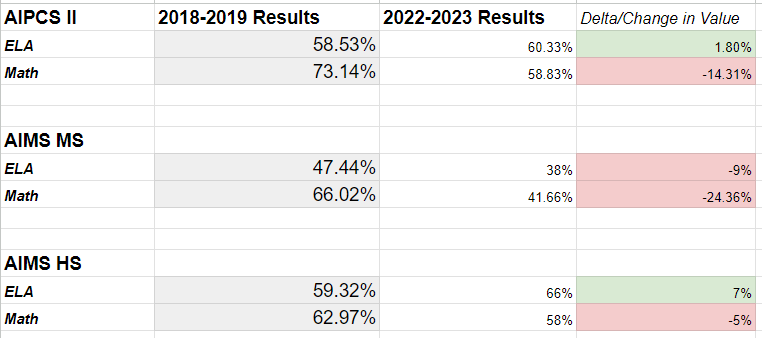 AIPCS II 2018-2019 Results 2022-2023 Results Delta/Change in Value
ELA 58.53% 60.33% 1.80%
Math 73.14% 58.83% -14.31%
AIMS MS
ELA 47.44% 38% -9%
Math 66.02% 41.66% -24.36%
AIMS HS
ELA 59.32% 66% 7%
Math 62.97% 58% -5%